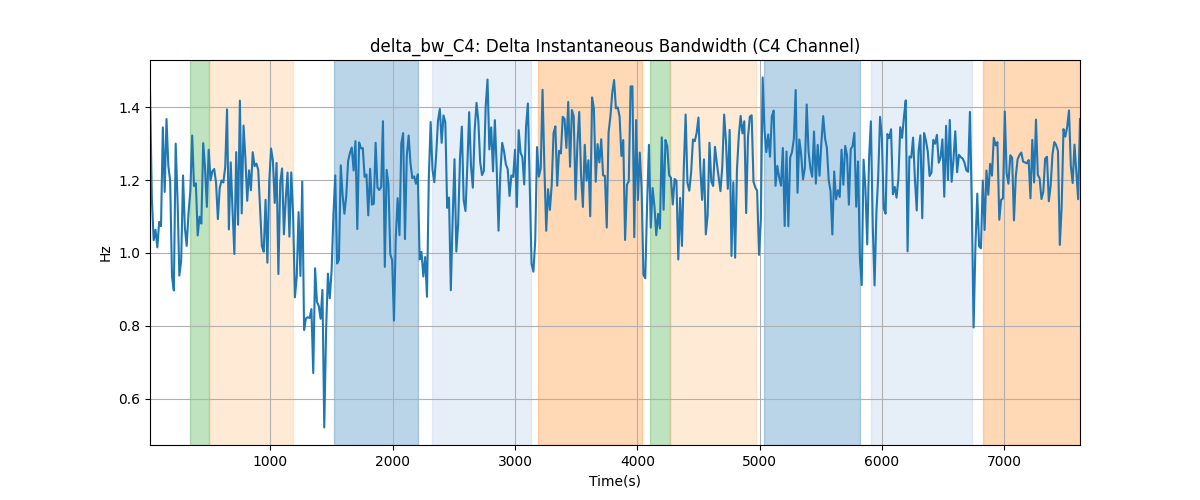 delta_bw_C4: Delta Instantaneous Bandwidth (C4 Channel)
1.4
1.2
1.0
0.8
0.6
Hz
1000 2000 3000 4000 5000 6000 7000
Time(s)